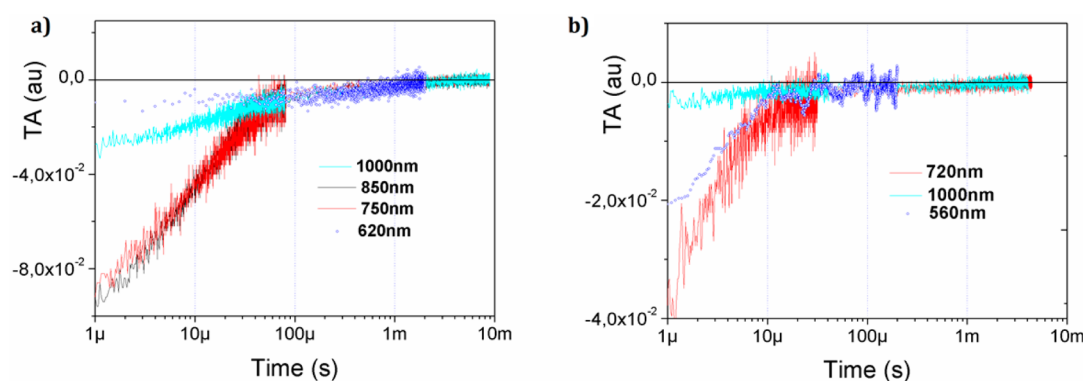 a)
TA (au)
0,0
-4,0x10⁻²
-8,0x10⁻²
1000nm
850nm
750nm
620nm
1µ
10µ
100µ
1m
10m
Time (s)
b)
TA (au)
0,0
-2,0x10⁻²
-4,0x10⁻²
720nm
1000nm
560nm
1µ
10µ
100µ
1m
10m
Time (s)